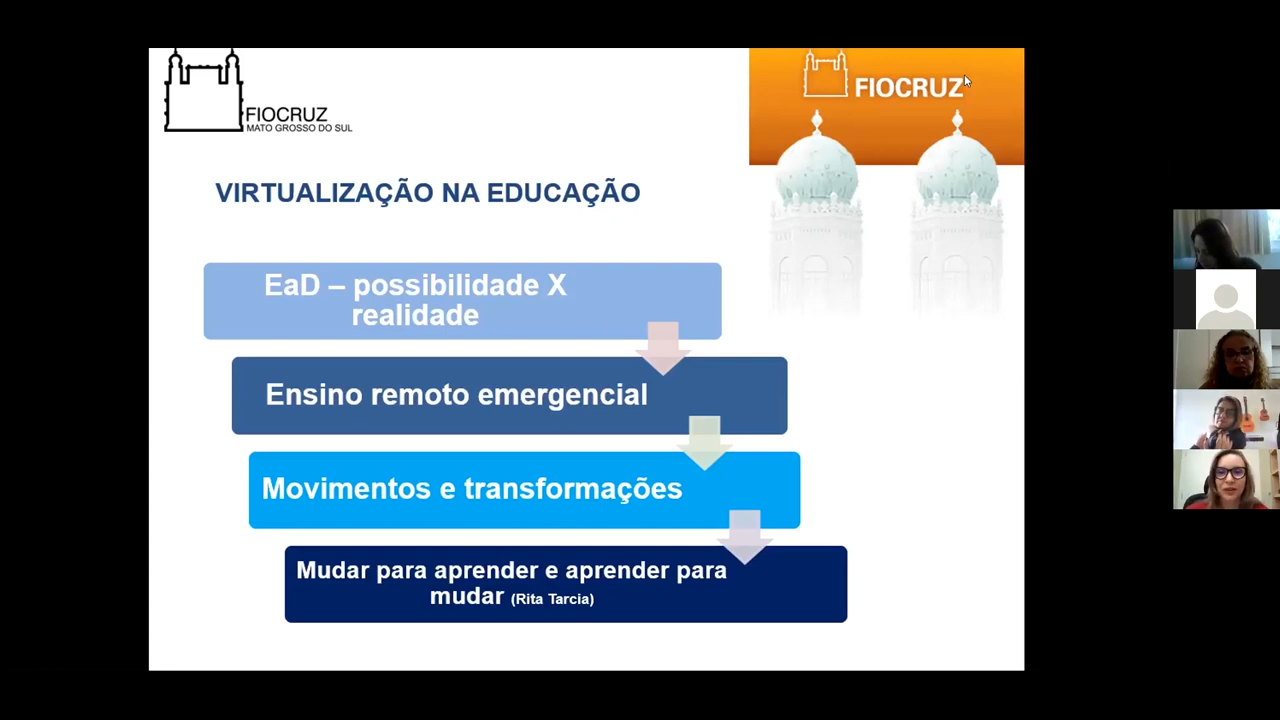 FIOCRUZ
MATO GROSSO DO SUL
FIOCRUZ
VIRTUALIZAÇÃO NA EDUCAÇÃO
EaD – possibilidade X
realidade
Ensino remoto emergencial
Movimentos e transformações
Mudar para aprender e aprender para
mudar (Rita Tarcia)